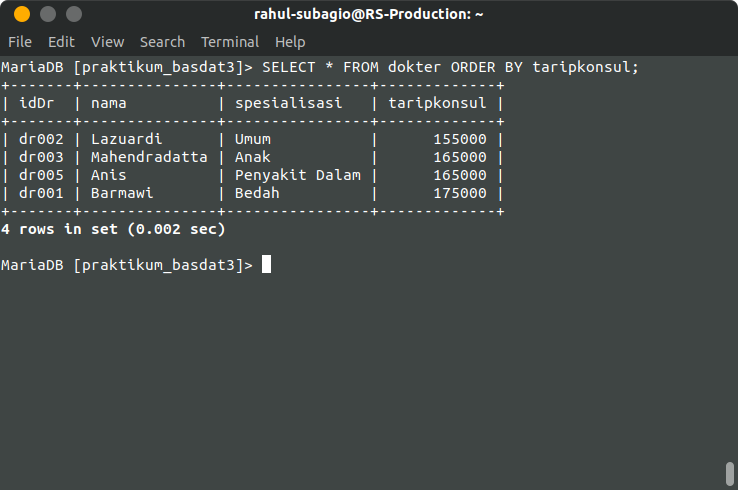 rahul-subagio@RS-Production: ~
File Edit View Search Terminal Help
MariaDB [praktikum_basdat3]> SELECT * FROM dokter ORDER BY taripkonsul;
+-------+---------------+----------------+-------------+
| idDr  | nama          | spesialisasi   | taripkonsul |
+-------+---------------+----------------+-------------+
| dr002 | Lazuardi      | Umum           |      155000 |
| dr003 | Mahendradatta | Anak           |      165000 |
| dr005 | Anis          | Penyakit Dalam |      165000 |
| dr001 | Barmawi       | Bedah          |      175000 |
+-------+---------------+----------------+-------------+
4 rows in set (0.002 sec)
MariaDB [praktikum_basdat3]>